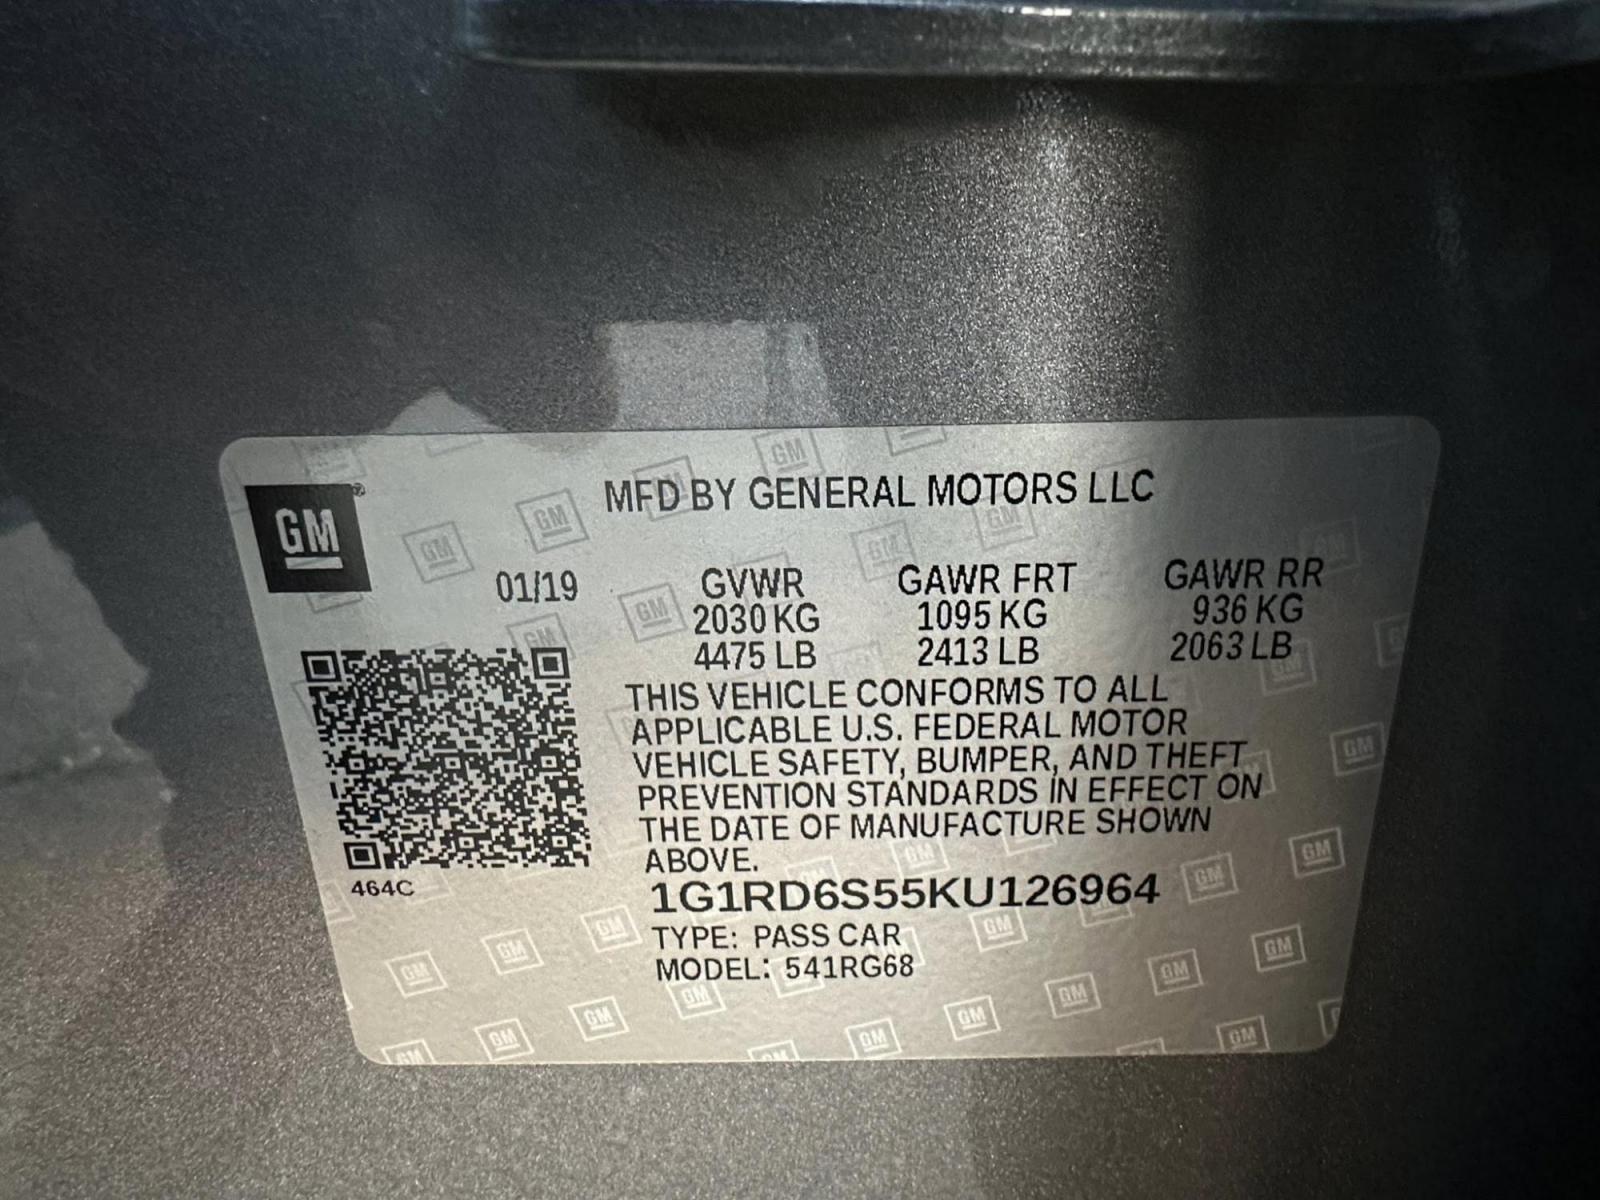 GM®
MFD BY GENERAL MOTORS LLC
01/19
GVWR GAWR FRT GAWR RR
2030 KG 1095 KG 936 KG
4475 LB 2413 LB 2063 LB
THIS VEHICLE CONFORMS TO ALL
APPLICABLE U.S. FEDERAL MOTOR
VEHICLE SAFETY, BUMPER, AND THEFT
PREVENTION STANDARDS IN EFFECT ON
THE DATE OF MANUFACTURE SHOWN
ABOVE.
464C
1G1RD6S55KU126964
TYPE: PASS CAR
MODEL: 541RG68